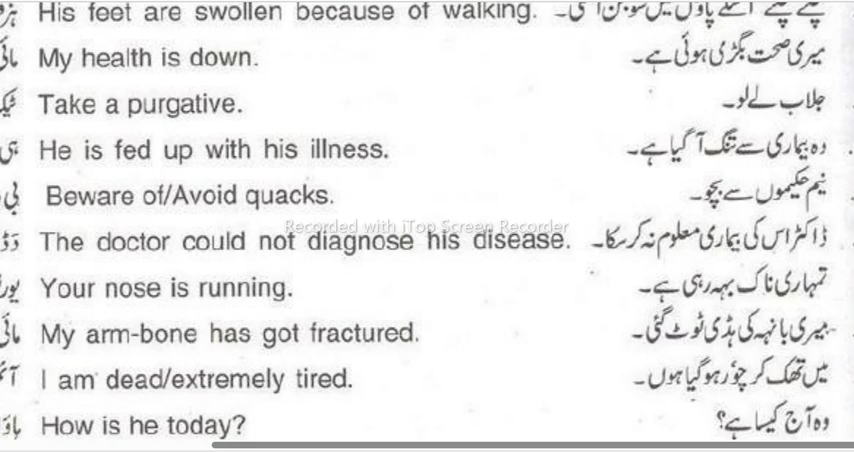 His feet are swollen because of walking. چلتے چلتے اسکے پاؤں میں سوجن آ گئی۔
My health is down. میری صحت بگڑی ہوئی ہے۔
Take a purgative. جلاب لے لو۔
He is fed up with his illness. وہ بیماری سے تنگ آ گیا ہے۔
Beware of/Avoid quacks. نیم حکیموں سے بچو۔
Recorded with iTop Screen Recorder
The doctor could not diagnose his disease. ڈاکٹر اس کی بیماری معلوم نہ کر سکا۔
Your nose is running. تمہاری ناک بہہ رہی ہے۔
My arm-bone has got fractured. میری بانہہ کی ہڈی ٹوٹ گئی۔
I am dead/extremely tired. میں تھک کر چُور ہو گیا ہوں۔
How is he today? وہ آج کیسا ہے؟